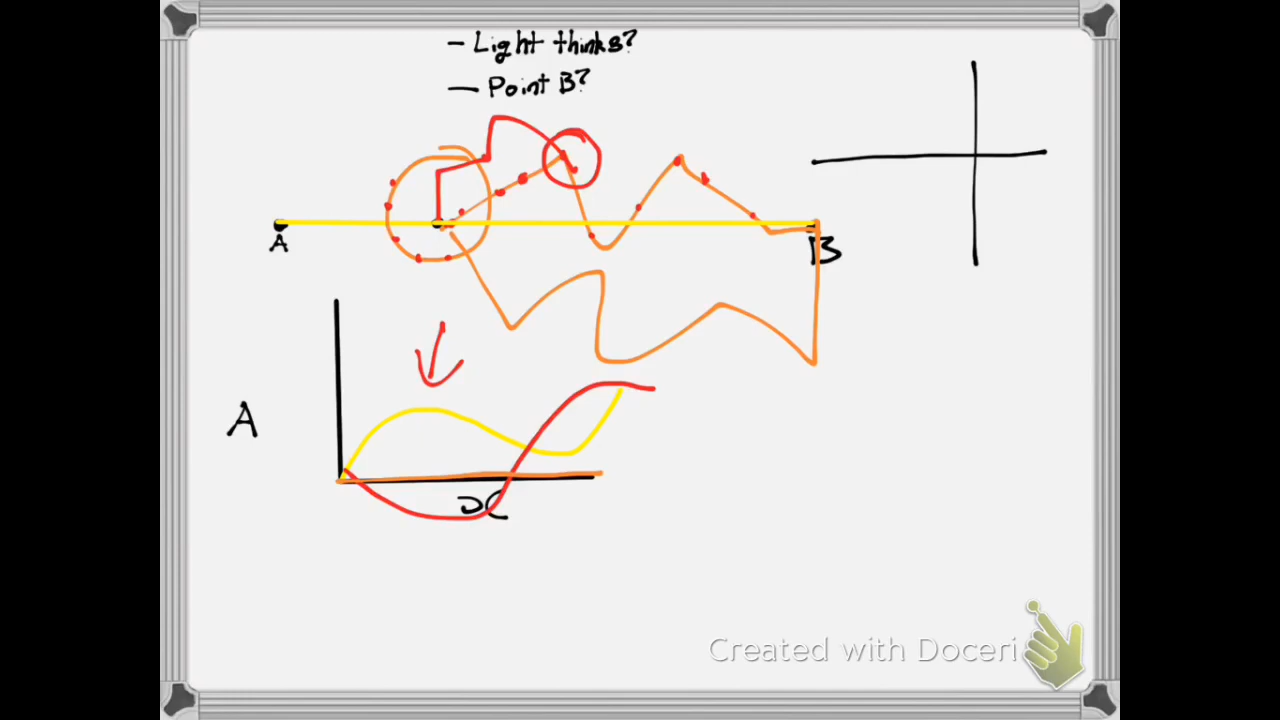 - Light thinks?
- Point B?
A
B
A
x
Created with Doceri